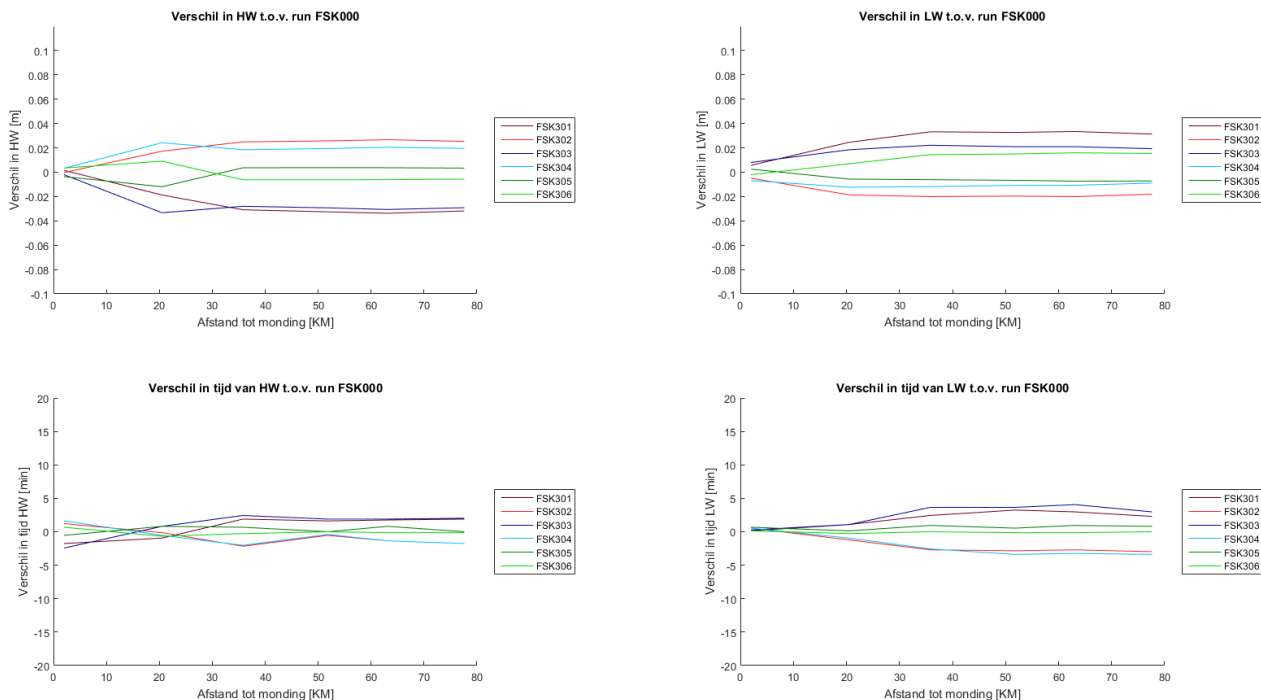 Verschil in HW t.o.v. run FSK000
0.1
0.08
0.06
0.04
0.02
0
-0.02
-0.04
-0.06
-0.08
-0.1
Verschil in HW [m]
0 10 20 30 40 50 60 70 80
Afstand tot monding [KM]
FSK301
FSK302
FSK303
FSK304
FSK305
FSK306
Verschil in LW t.o.v. run FSK000
0.1
0.08
0.06
0.04
0.02
0
-0.02
-0.04
-0.06
-0.08
-0.1
Verschil in LW [m]
0 10 20 30 40 50 60 70 80
Afstand tot monding [KM]
FSK301
FSK302
FSK303
FSK304
FSK305
FSK306
Verschil in tijd van HW t.o.v. run FSK000
20
15
10
5
0
-5
-10
-15
-20
Verschil in tijd HW [min]
0 10 20 30 40 50 60 70 80
Afstand tot monding [KM]
FSK301
FSK302
FSK303
FSK304
FSK305
FSK306
Verschil in tijd van LW t.o.v. run FSK000
20
15
10
5
0
-5
-10
-15
-20
Verschil in tijd LW [min]
0 10 20 30 40 50 60 70 80
Afstand tot monding [KM]
FSK301
FSK302
FSK303
FSK304
FSK305
FSK306